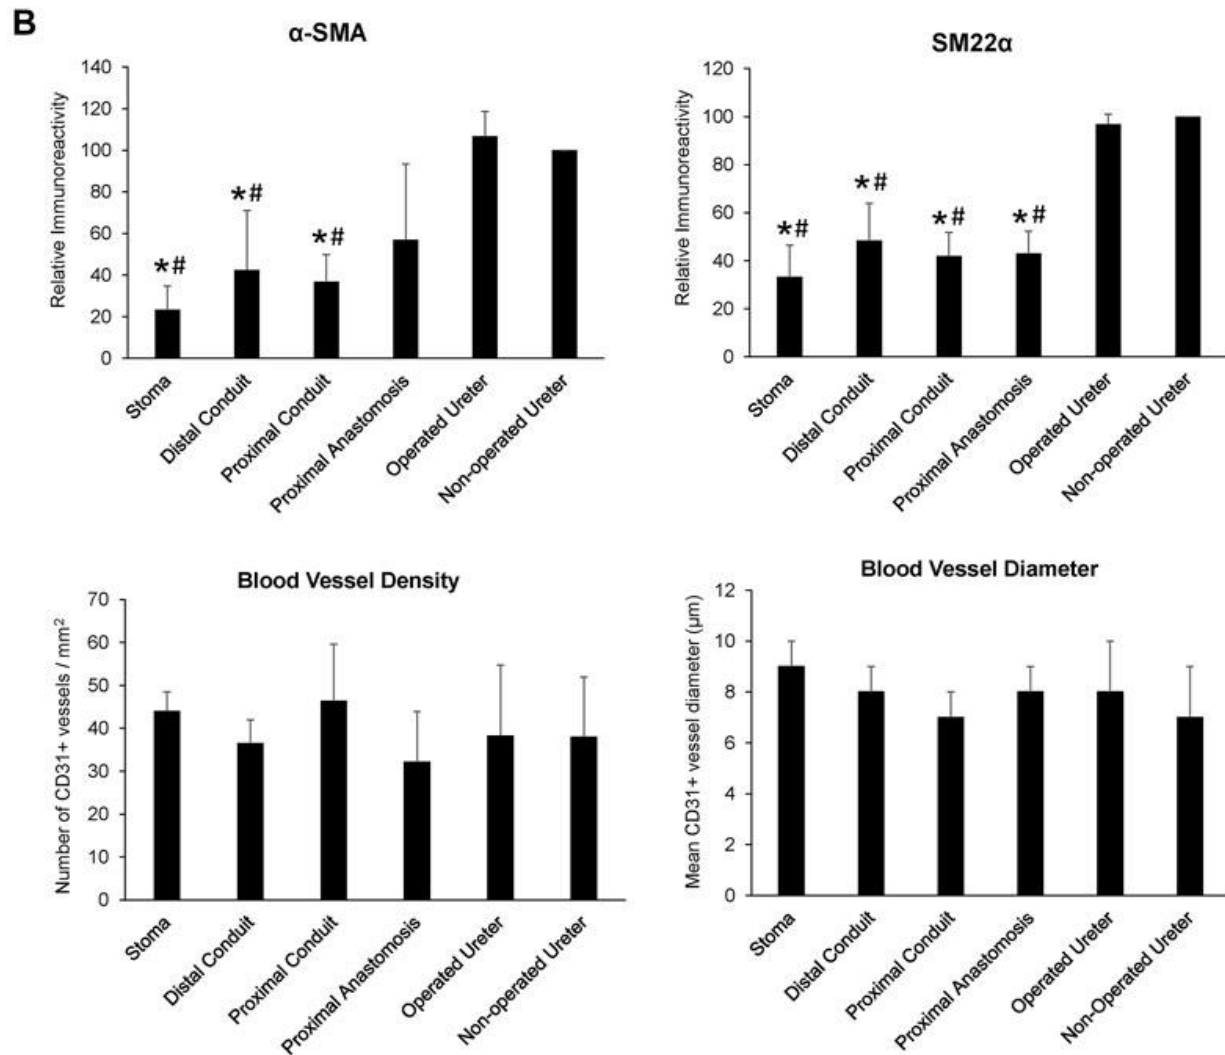 B
α-SMA
Relative Immunoreactivity
140
120
100
80
60
40
20
0
*#
*#
*#
Stoma
Distal Conduit
Proximal Conduit
Proximal Anastomosis
Operated Ureter
Non-operated Ureter
SM22α
Relative Immunoreactivity
120
100
80
60
40
20
0
*#
*#
*#
*#
Stoma
Distal Conduit
Proximal Conduit
Proximal Anastomosis
Operated Ureter
Non-operated Ureter
Blood Vessel Density
Number of CD31+ vessels / mm²
70
60
50
40
30
20
10
0
Stoma
Distal Conduit
Proximal Conduit
Proximal Anastomosis
Operated Ureter
Non-operated Ureter
Blood Vessel Diameter
Mean CD31+ vessel diameter (µm)
12
10
8
6
4
2
0
Stoma
Distal Conduit
Proximal Conduit
Proximal Anastomosis
Operated Ureter
Non-Operated Ureter